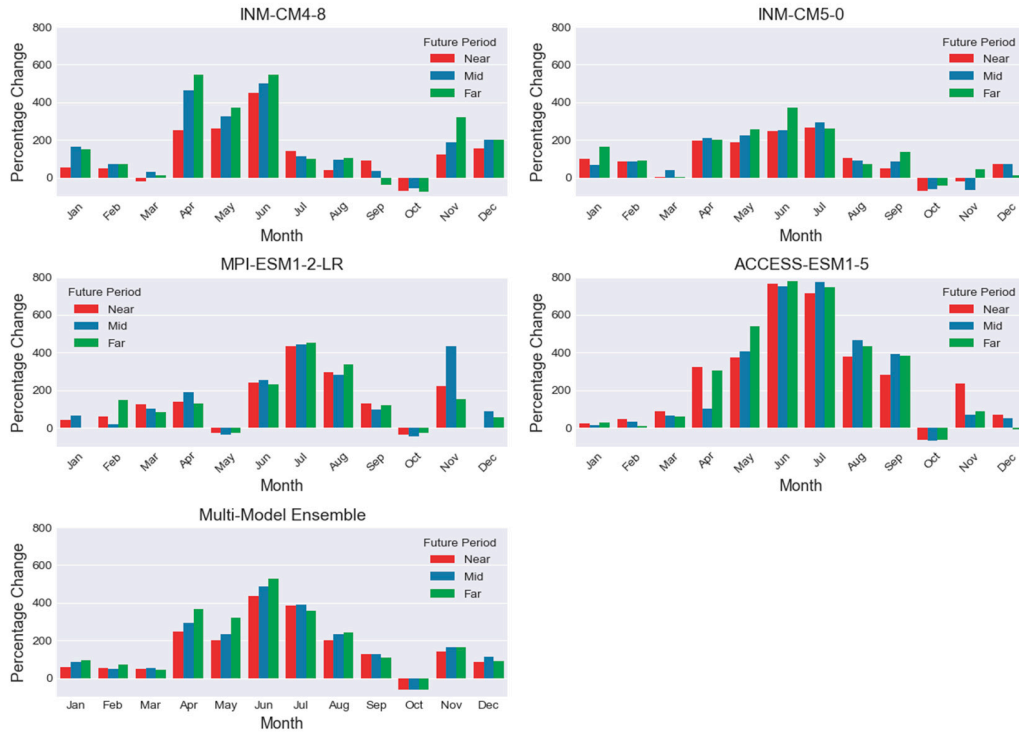 INM-CM4-8
Percentage Change
800
600
400
200
0
Future Period
Near
Mid
Far
Jan Feb Mar Apr May Jun Jul Aug Sep Oct Nov Dec
Month
INM-CM5-0
Percentage Change
800
600
400
200
0
Future Period
Near
Mid
Far
Jan Feb Mar Apr May Jun Jul Aug Sep Oct Nov Dec
Month
MPI-ESM1-2-LR
Percentage Change
800
600
400
200
0
Future Period
Near
Mid
Far
Jan Feb Mar Apr May Jun Jul Aug Sep Oct Nov Dec
Month
ACCESS-ESM1-5
Percentage Change
800
600
400
200
0
Future Period
Near
Mid
Far
Jan Feb Mar Apr May Jun Jul Aug Sep Oct Nov Dec
Month
Multi-Model Ensemble
Percentage Change
800
600
400
200
0
Future Period
Near
Mid
Far
Jan Feb Mar Apr May Jun Jul Aug Sep Oct Nov Dec
Month